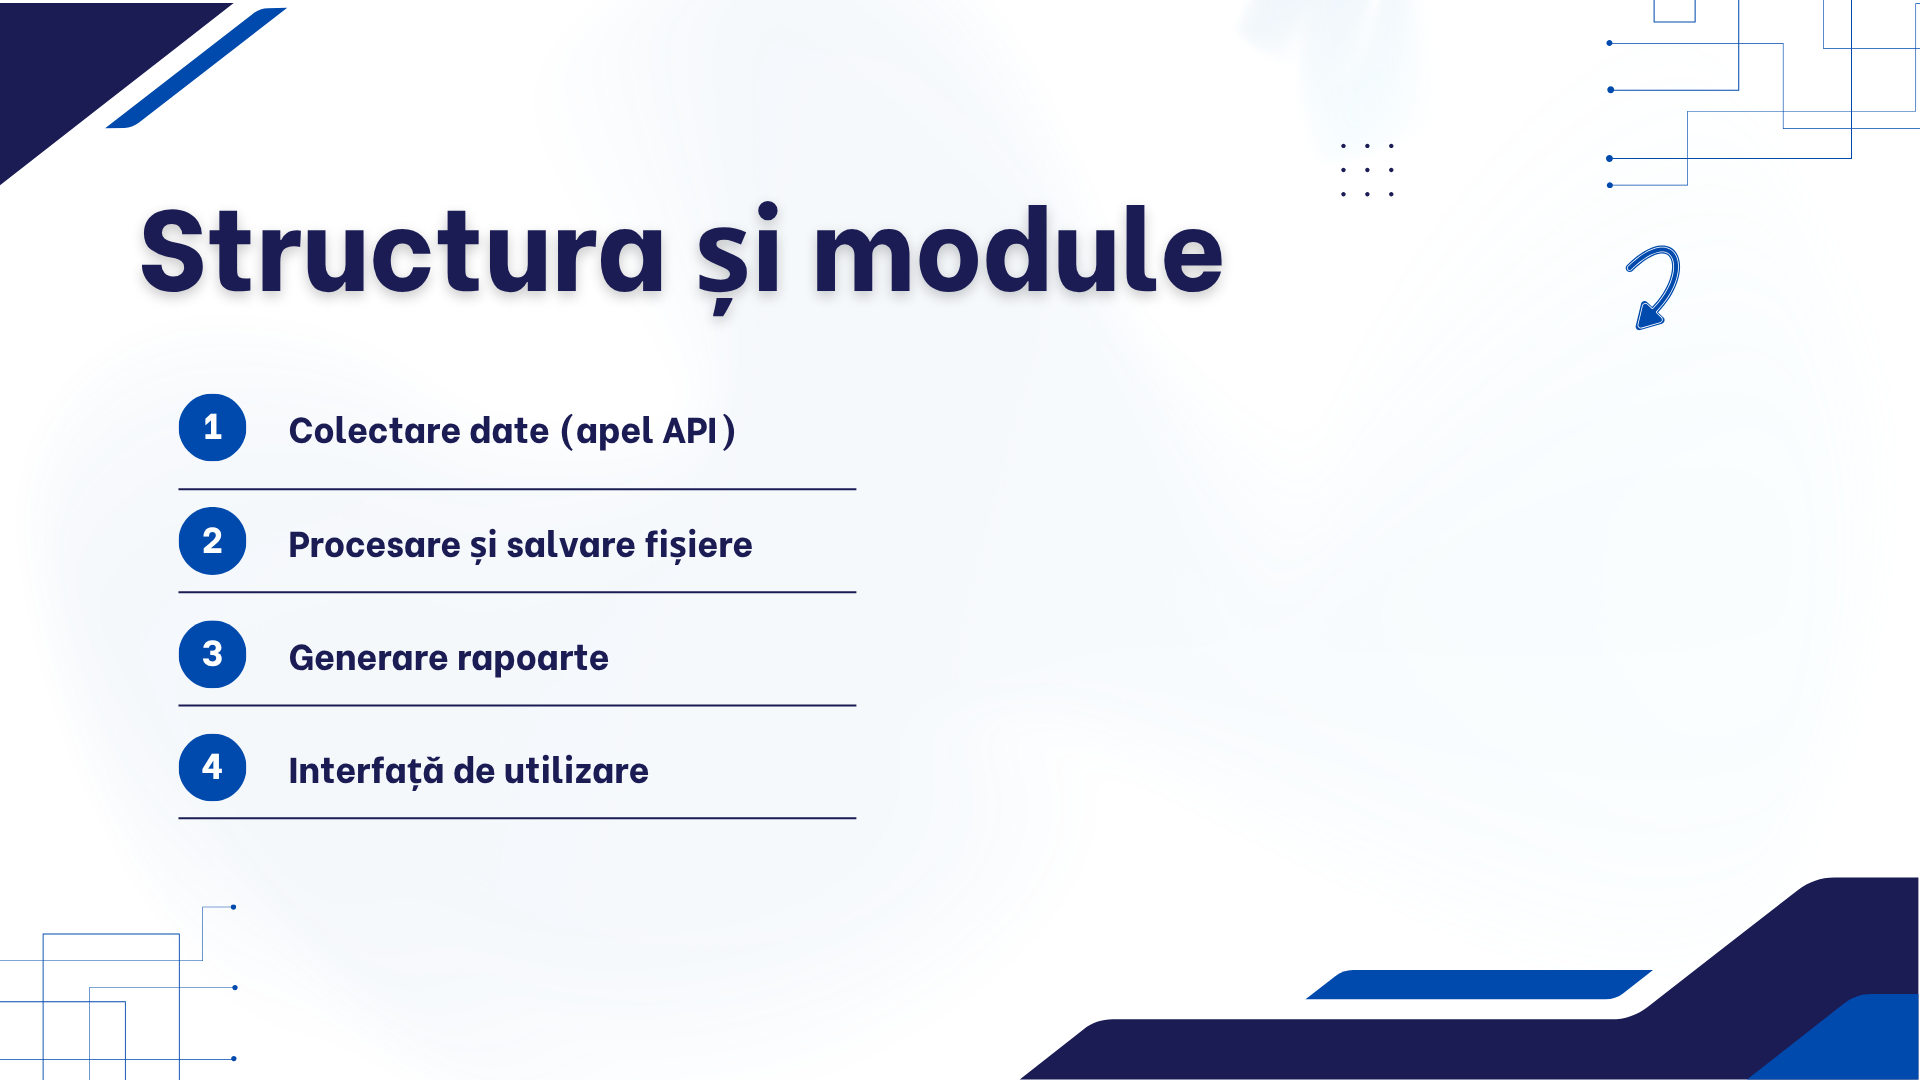 Structura și module
1 Colectare date (apel API)
2 Procesare și salvare fișiere
3 Generare rapoarte
4 Interfață de utilizare